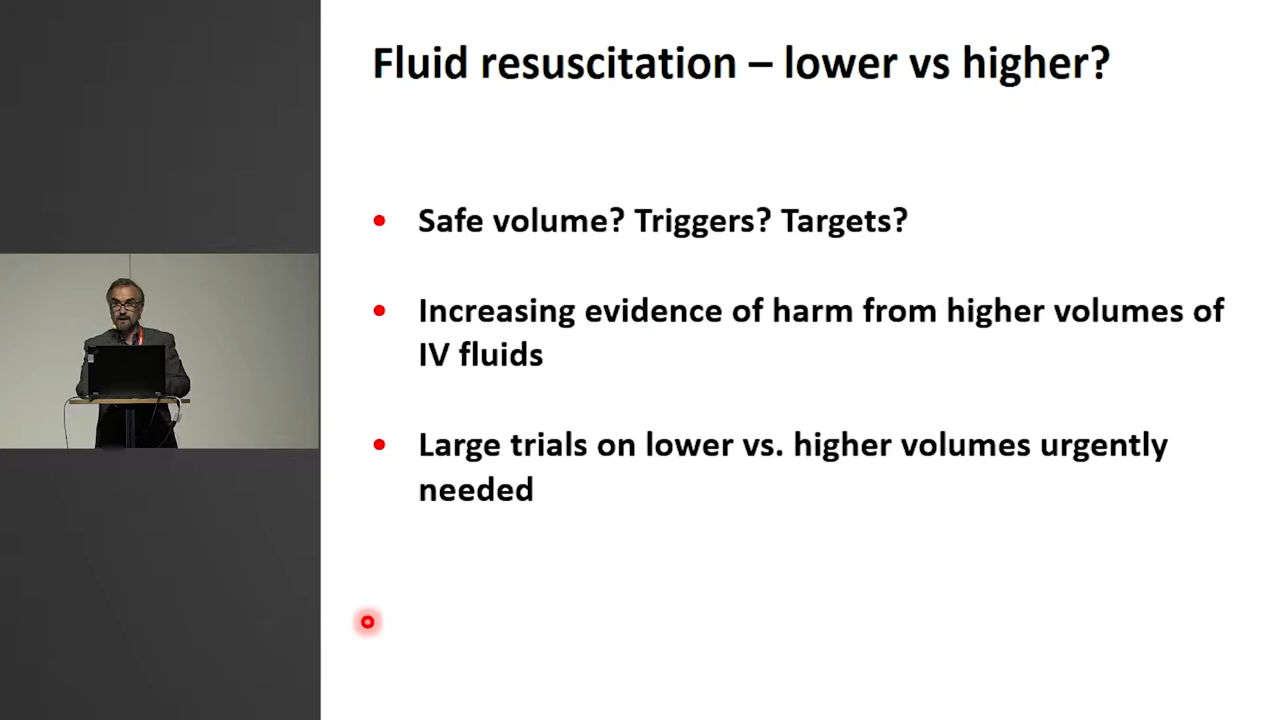 Fluid resuscitation – lower vs higher?
• Safe volume? Triggers? Targets?
• Increasing evidence of harm from higher volumes of
IV fluids
• Large trials on lower vs. higher volumes urgently
needed